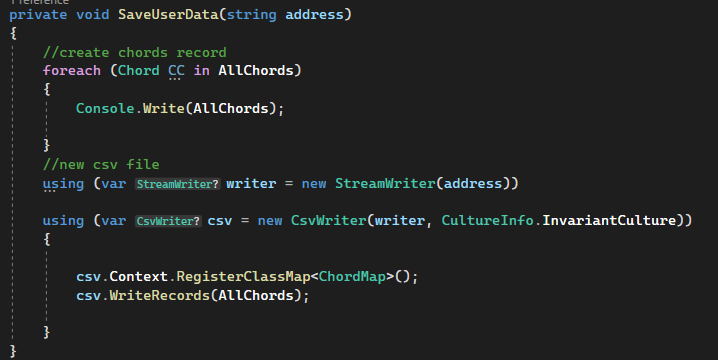 1 reference
private void SaveUserData(string address)
{
//create chords record
foreach (Chord CC in AllChords)
{
Console.Write(AllChords);
}
//new csv file
using (var StreamWriter? writer = new StreamWriter(address))
using (var CsvWriter? csv = new CsvWriter(writer, CultureInfo.InvariantCulture))
{
csv.Context.RegisterClassMap<ChordMap>();
csv.WriteRecords(AllChords);
}
}